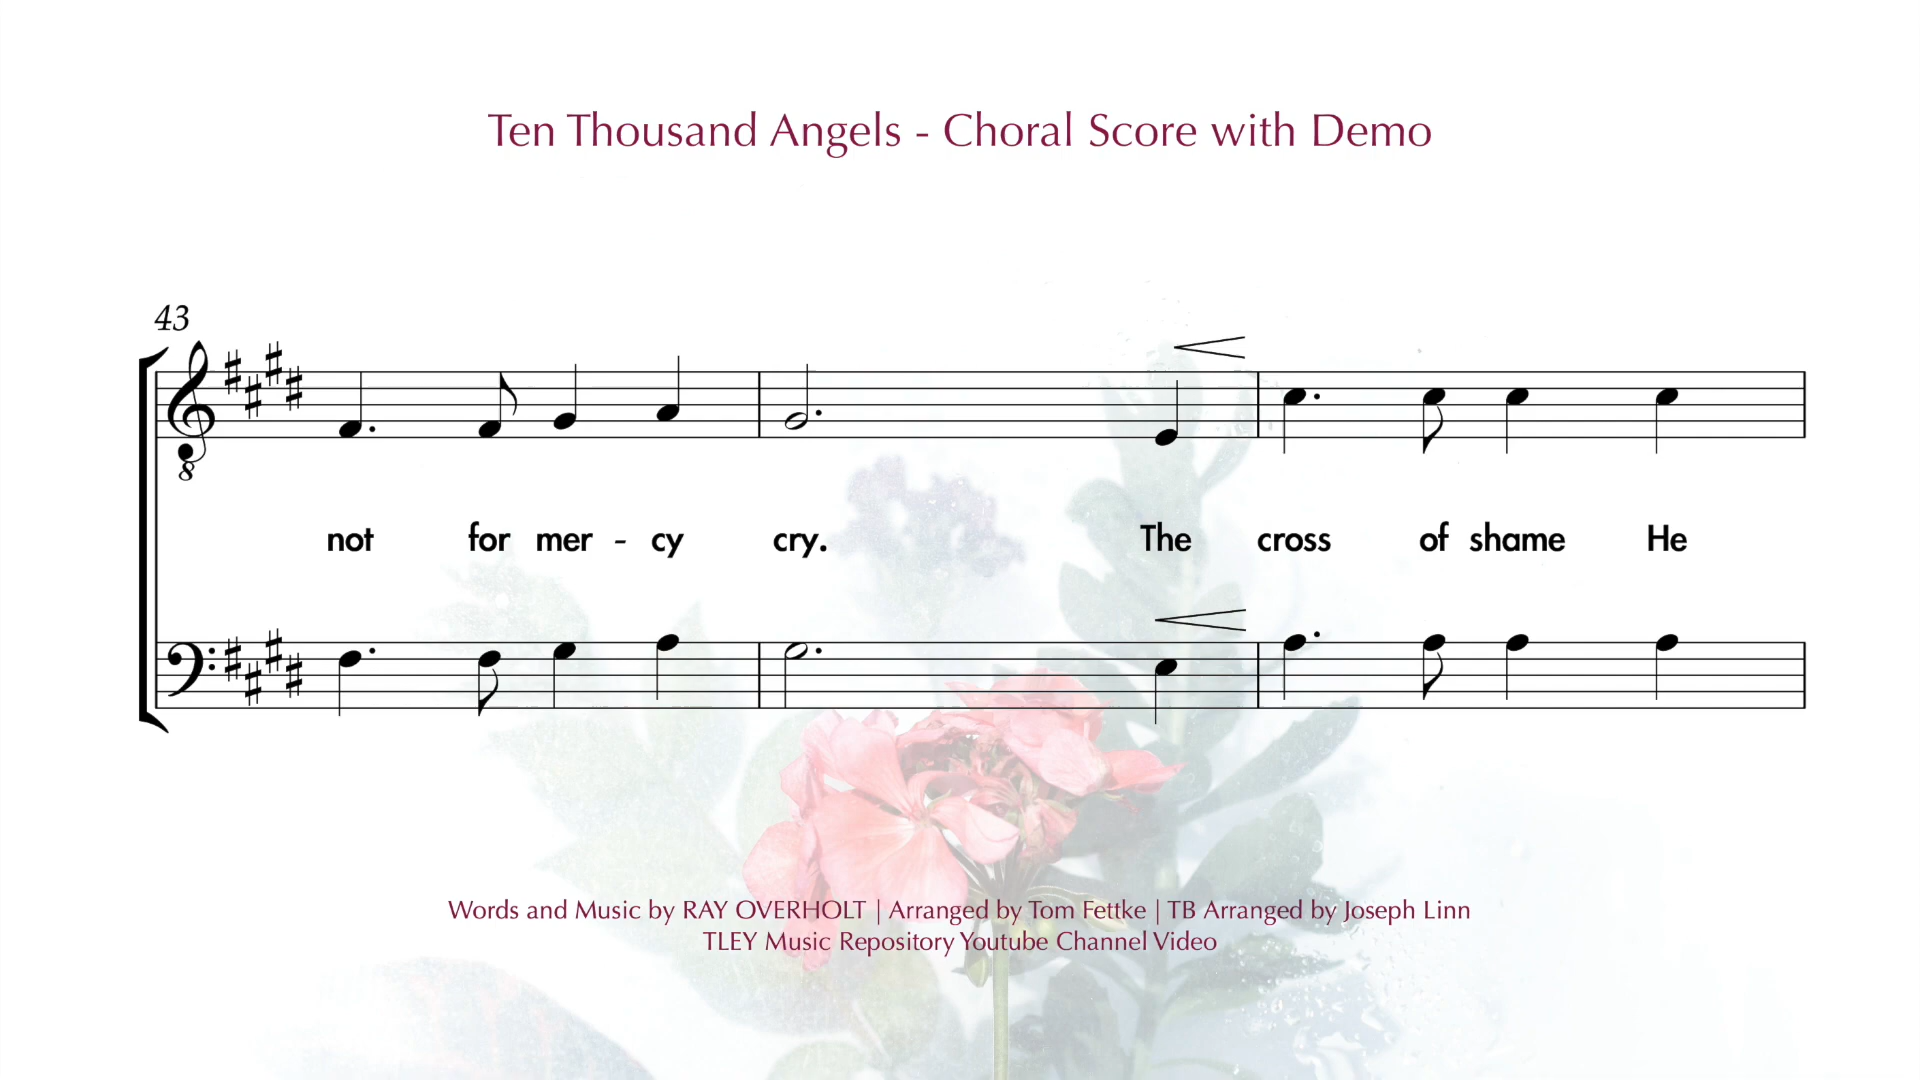 Ten Thousand Angels - Choral Score with Demo
43
8
not for mer - cy cry. The cross of shame He
Words and Music by RAY OVERHOLT | Arranged by Tom Fettke | TB Arranged by Joseph Linn
TLEY Music Repository Youtube Channel Video